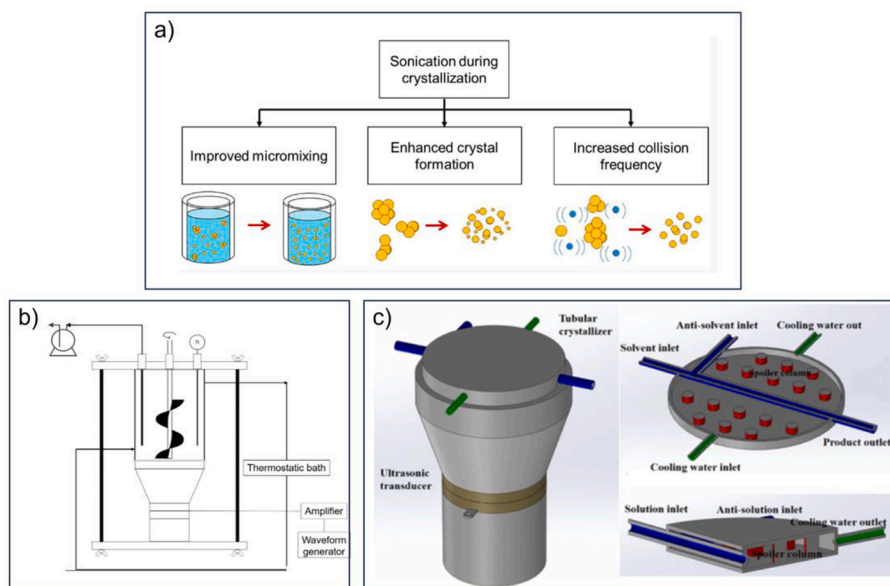 a)
Sonication during
crystallization
Improved micromixing
Enhanced crystal
formation
Increased collision
frequency
b)
TI
Thermostatic bath
Amplifier
Waveform
generator
c)
Tubular
crystallizer
Ultrasonic
transducer
Anti-solvent inlet
Cooling water out
Solvent inlet
Spoiler column
Product outlet
Cooling water inlet
Solution inlet
Anti-solution inlet
Cooling water outlet
Spoiler column